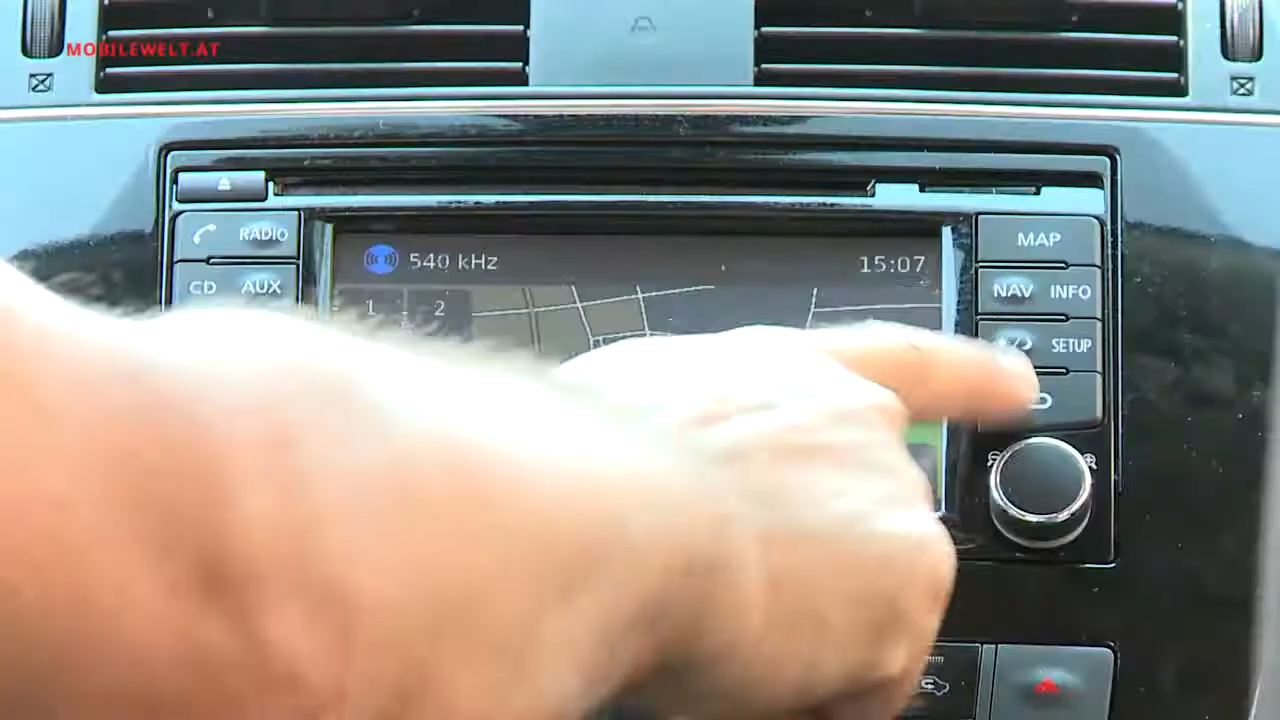 MOBILEWELT.AT
RADIO
540 kHz
15:07
MAP
CD AUX
1 2
NAV INFO
SETUP